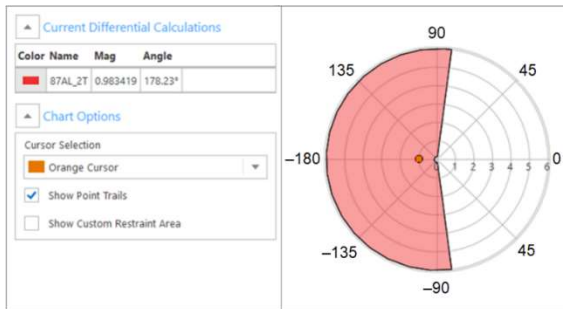 Current Differential Calculations
Color Name Mag Angle
87AL_2T 0.983419 178.23°
Chart Options
Cursor Selection
Orange Cursor
Show Point Trails
Show Custom Restraint Area
90
135 45
–180 0 1 2 3 4 5 6 0
–135 45
–90